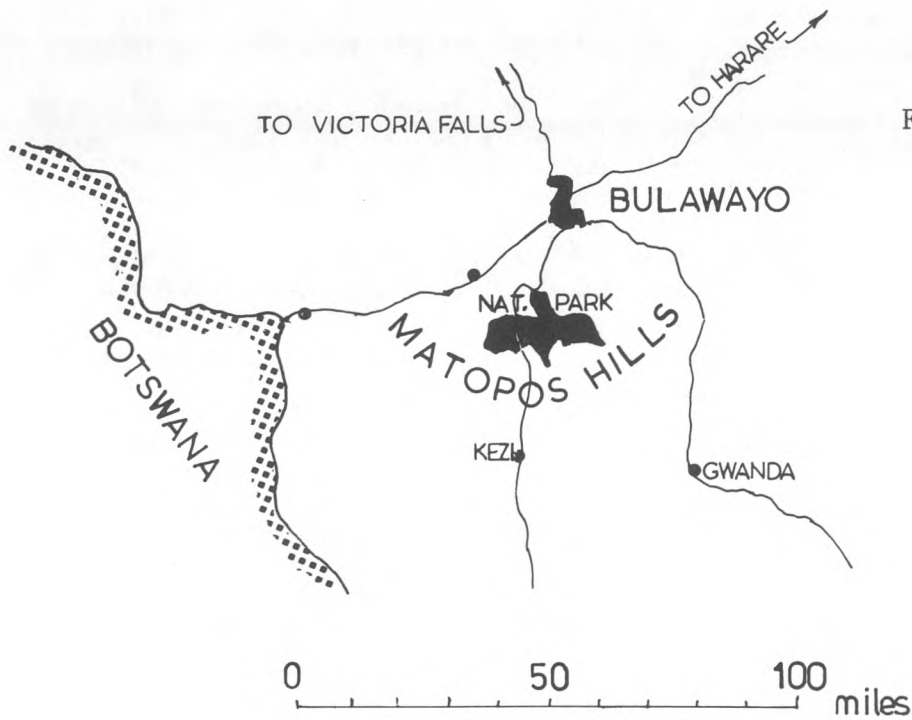 TO HARARE
TO VICTORIA FALLS
F
BULAWAYO
NAT. PARK
MATOPOS HILLS
BOTSWANA
KEZI
GWANDA
0 50 100
miles